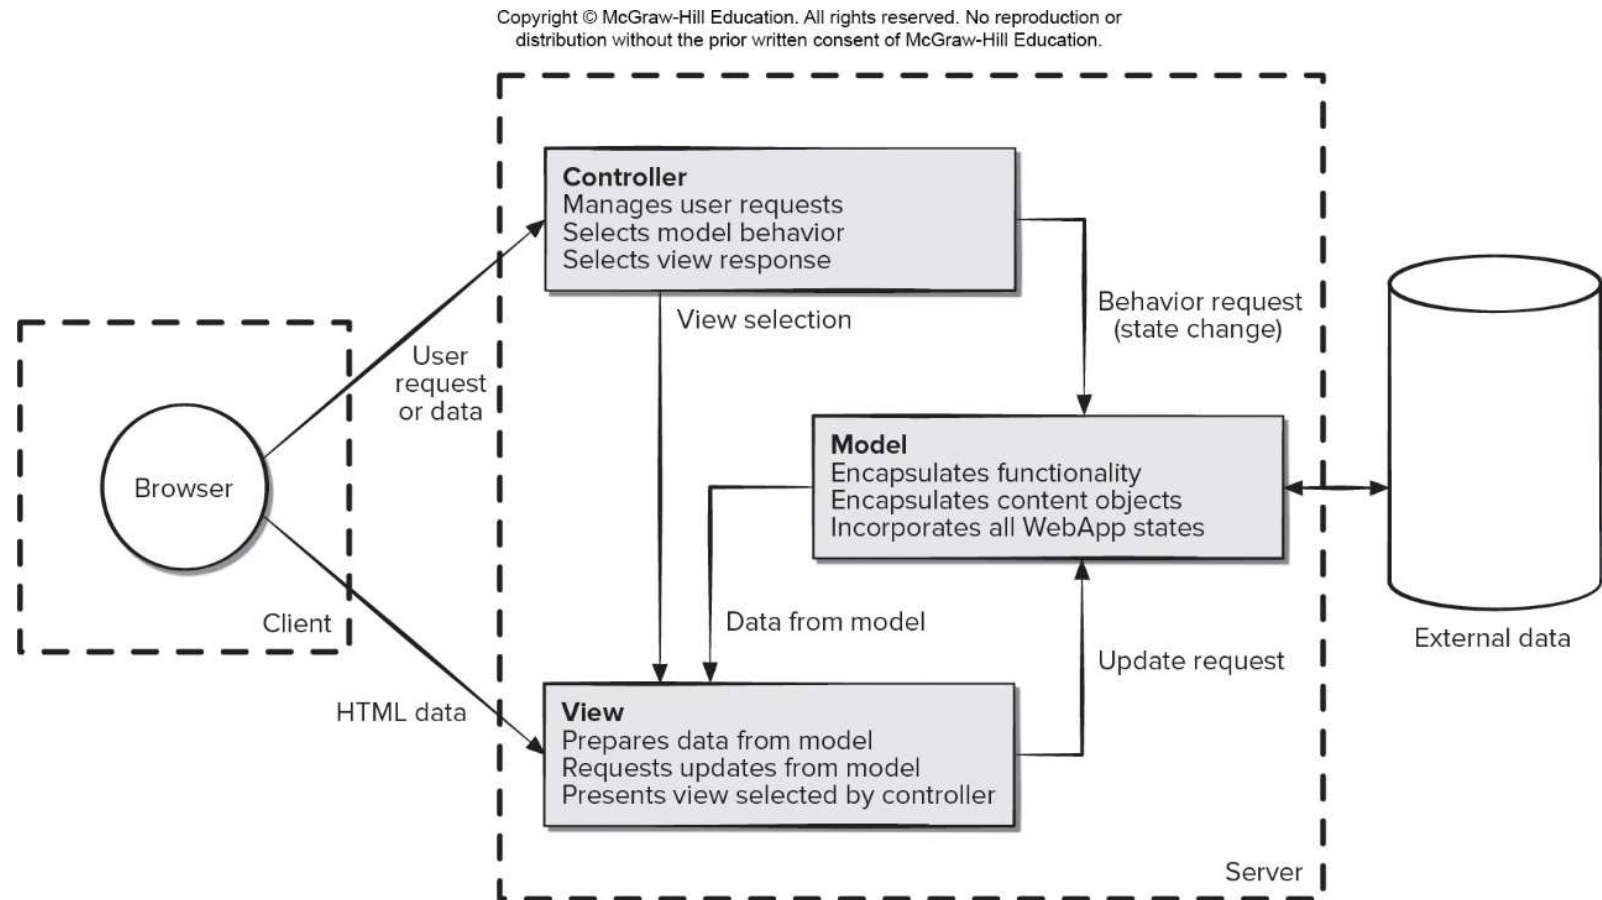 Copyright © McGraw-Hill Education. All rights reserved. No reproduction or
distribution without the prior written consent of McGraw-Hill Education.
Controller
Manages user requests
Selects model behavior
Selects view response
View selection
Behavior request
(state change)
User
request
or data
Browser
Client
Model
Encapsulates functionality
Encapsulates content objects
Incorporates all WebApp states
Data from model
Update request
External data
HTML data
View
Prepares data from model
Requests updates from model
Presents view selected by controller
Server